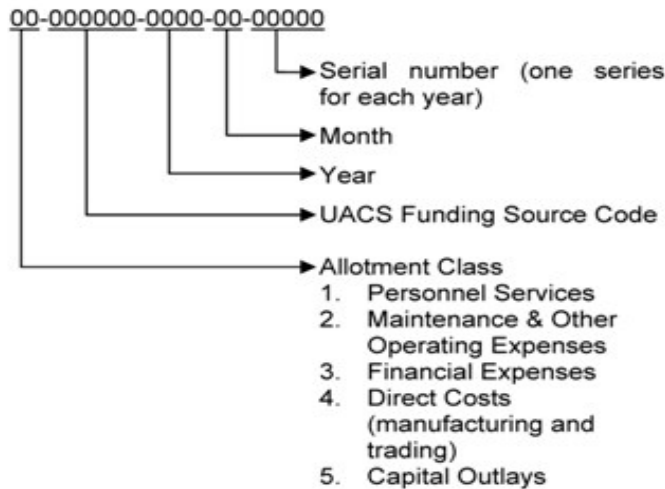 00-000000-0000-00-00000
Serial number (one series
for each year)
Month
Year
UACS Funding Source Code
Allotment Class
1. Personnel Services
2. Maintenance & Other
Operating Expenses
3. Financial Expenses
4. Direct Costs
(manufacturing and
trading)
5. Capital Outlays